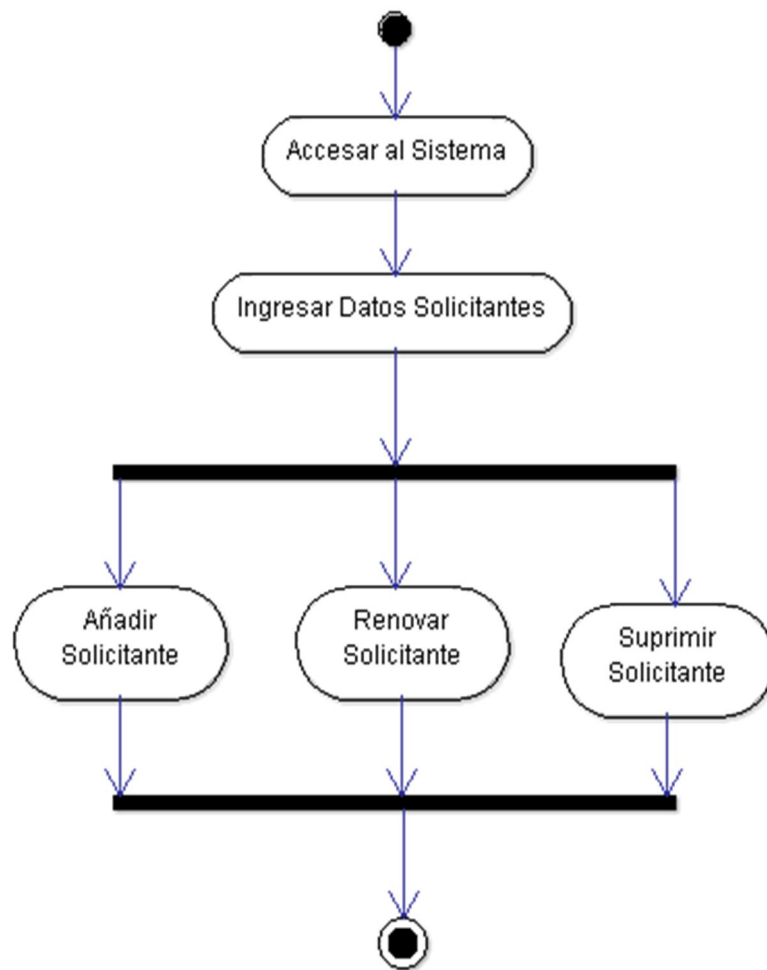 Accesar al Sistema
Ingresar Datos Solicitantes
Añadir
Solicitante
Renovar
Solicitante
Suprimir
Solicitante